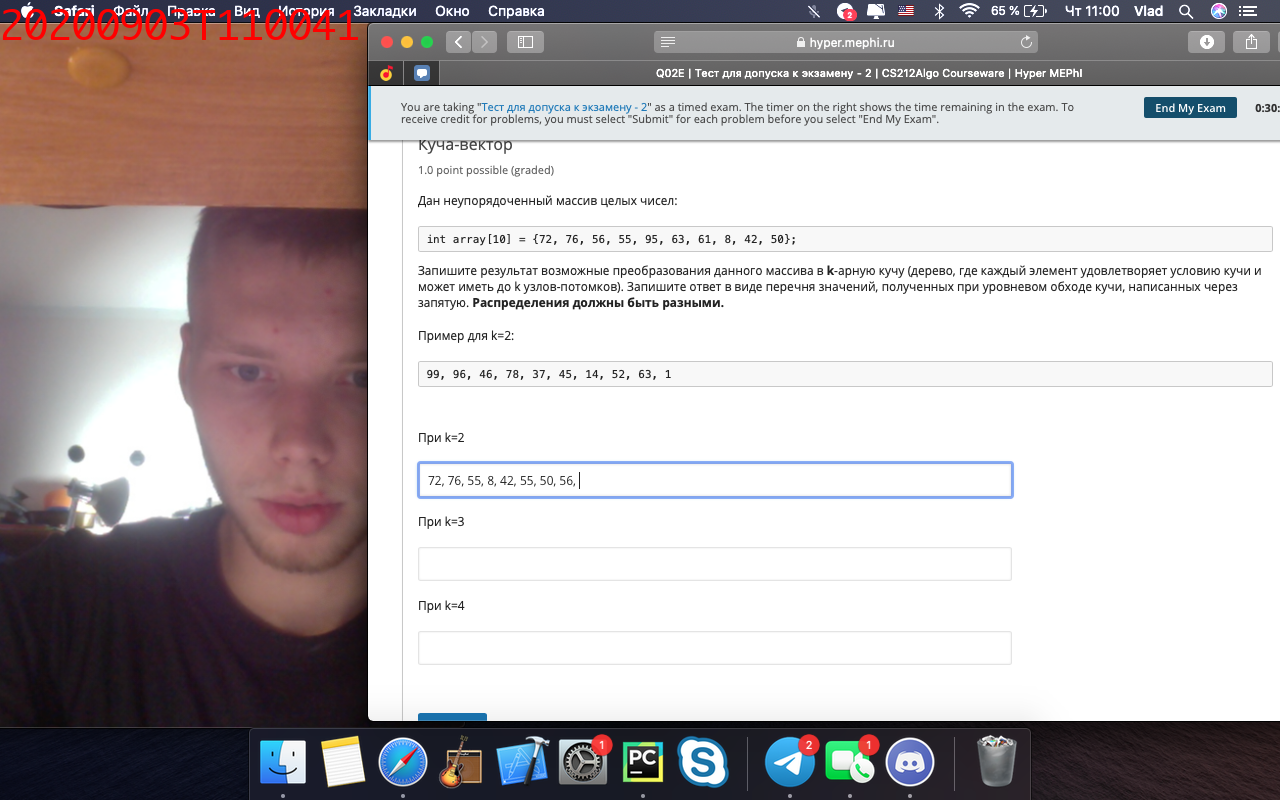 20200903T110041
Safari Файл Правка Вид История Закладки Окно Справка
2
65 %
Чт 11:00 Vlad
hyper.mephi.ru
Q02E | Тест для допуска к экзамену - 2 | CS212Algo Courseware | Hyper MEPhI
You are taking "Тест для допуска к экзамену - 2" as a timed exam. The timer on the right shows the time remaining in the exam. To
receive credit for problems, you must select "Submit" for each problem before you select "End My Exam".
End My Exam
0:30:
Куча-вектор
1.0 point possible (graded)
Дан неупорядоченный массив целых чисел:
int array[10] = {72, 76, 56, 55, 95, 63, 61, 8, 42, 50};
Запишите результат возможные преобразования данного массива в k-арную кучу (дерево, где каждый элемент удовлетворяет условию кучи и
может иметь до k узлов-потомков). Запишите ответ в виде перечня значений, полученных при уровневом обходе кучи, написанных через
запятую. Распределения должны быть разными.
Пример для k=2:
99, 96, 46, 78, 37, 45, 14, 52, 63, 1
При k=2
72, 76, 55, 8, 42, 55, 50, 56,
При k=3
При k=4
1
PC
2
1